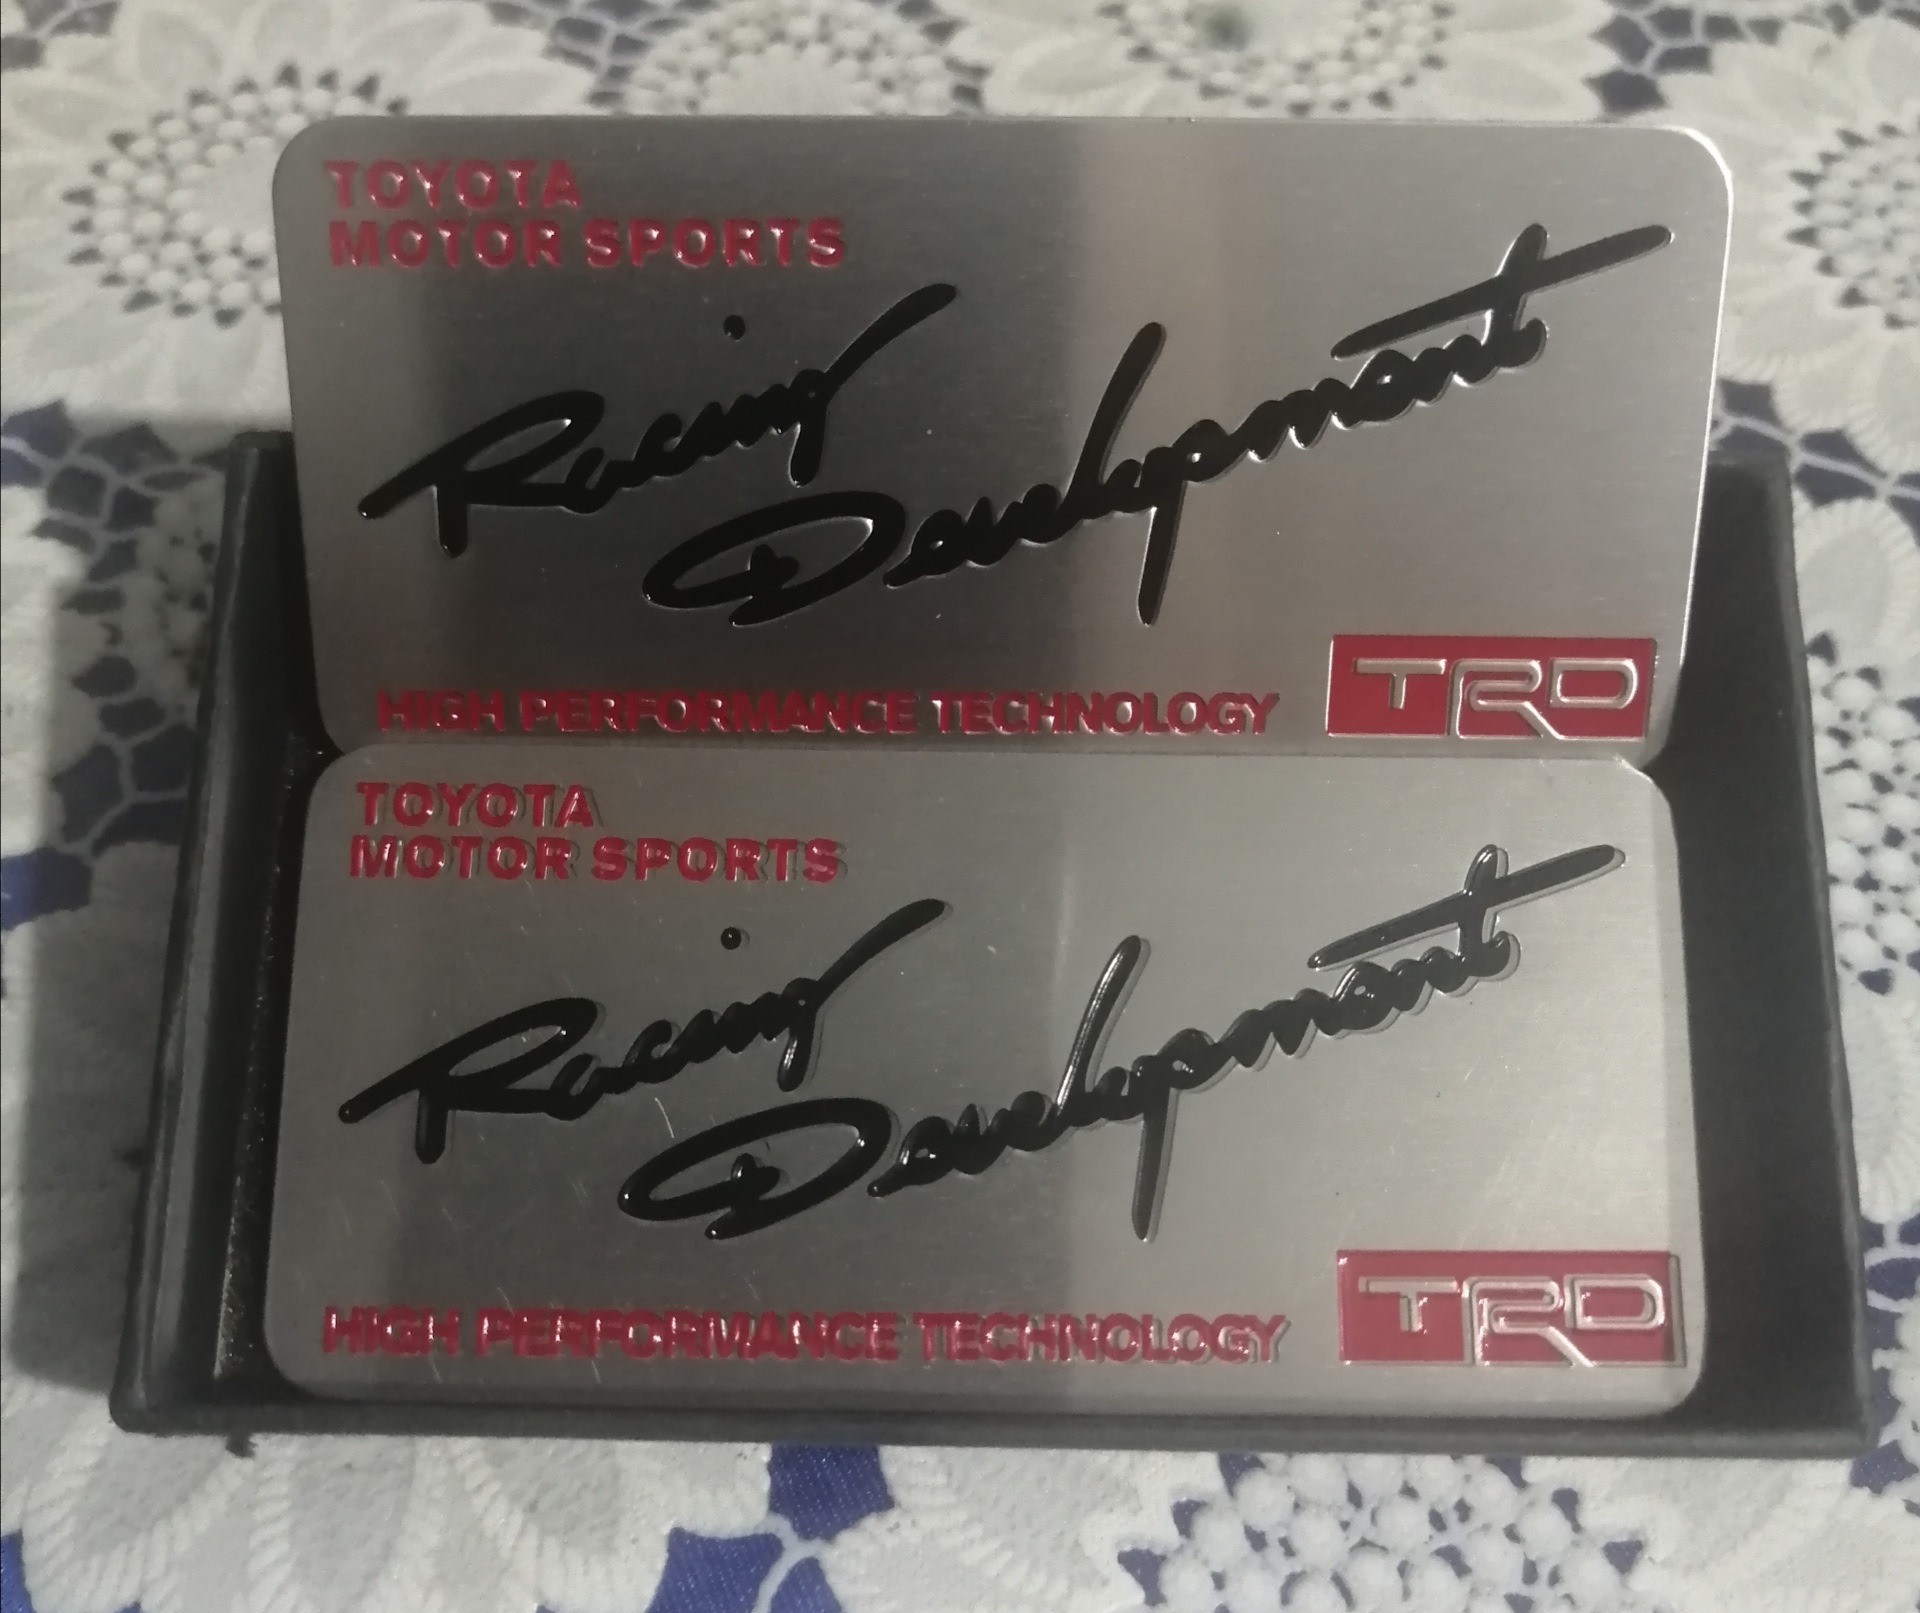 TOYOTA
MOTOR SPORTS
Racing
Development
HIGH PERFORMANCE TECHNOLOGY
TRD
TOYOTA
MOTOR SPORTS
Racing
Development
HIGH PERFORMANCE TECHNOLOGY
TRD